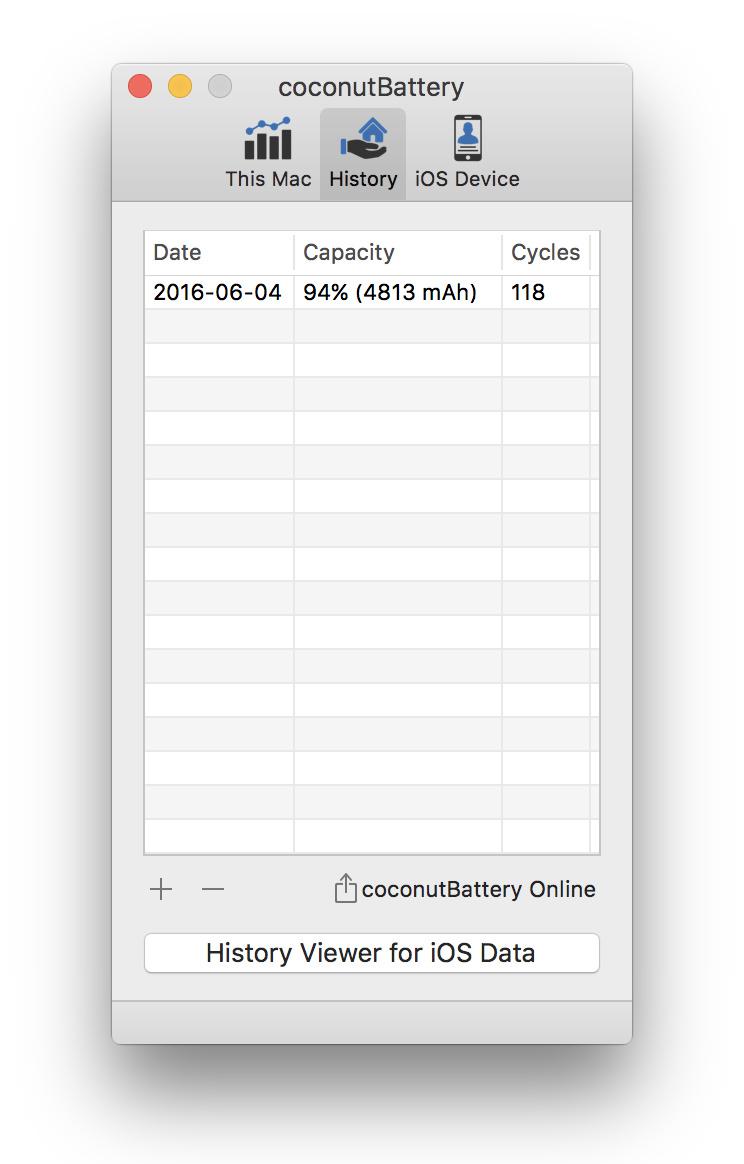 coconutBattery
This Mac History iOS Device
Date Capacity Cycles
2016-06-04 94% (4813 mAh) 118
coconutBattery Online
History Viewer for iOS Data